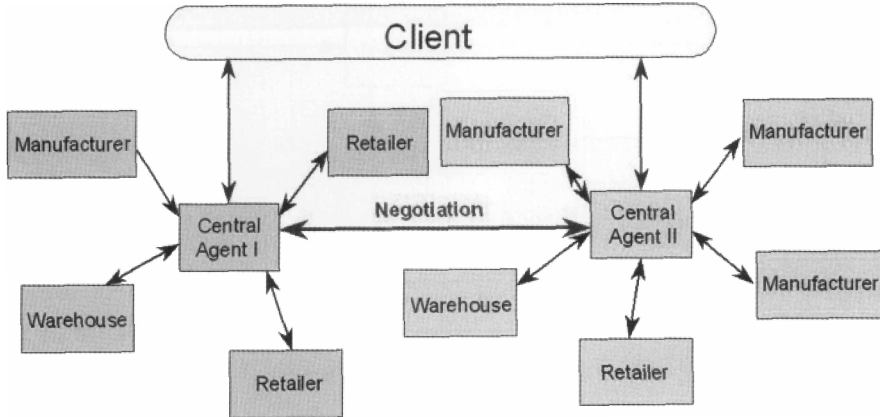 Client
Manufacturer
Retailer
Manufacturer
Manufacturer
Central
Agent I
Negotiation
Central
Agent II
Warehouse
Warehouse
Manufacturer
Retailer
Retailer